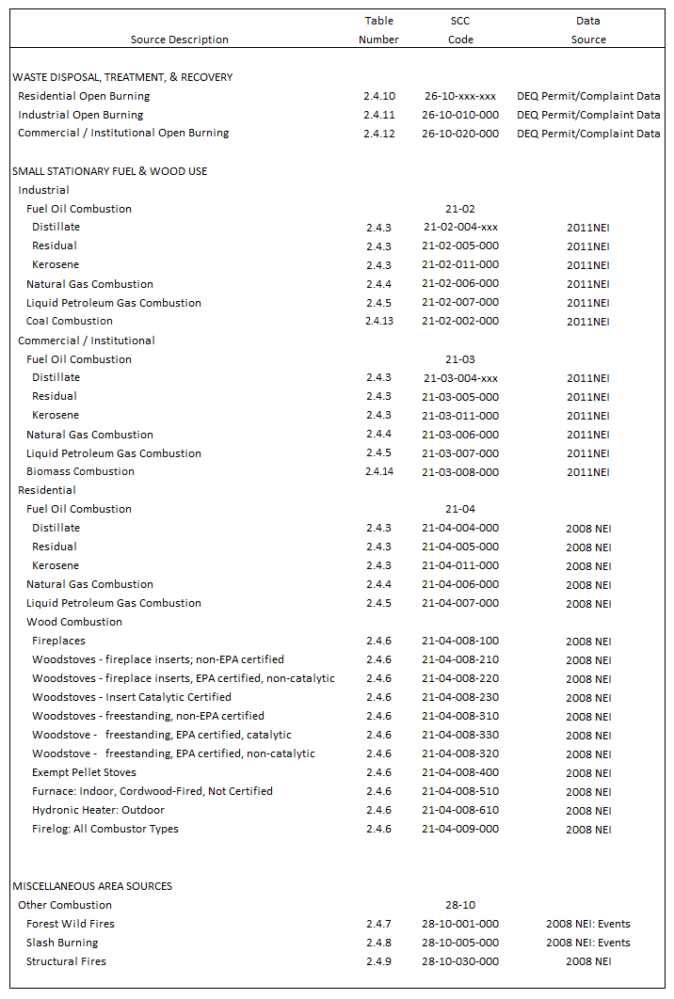 Table SCC Data
Source Description Number Code Source
WASTE DISPOSAL, TREATMENT, & RECOVERY
Residential Open Burning 2.4.10 26-10-xxx-xxx DEQ Permit/Complaint Data
Industrial Open Burning 2.4.11 26-10-010-000 DEQ Permit/Complaint Data
Commercial / Institutional Open Burning 2.4.12 26-10-020-000 DEQ Permit/Complaint Data
SMALL STATIONARY FUEL & WOOD USE
Industrial
Fuel Oil Combustion 21-02
Distillate 2.4.3 21-02-004-xxx 2011NEI
Residual 2.4.3 21-02-005-000 2011NEI
Kerosene 2.4.3 21-02-011-000 2011NEI
Natural Gas Combustion 2.4.4 21-02-006-000 2011NEI
Liquid Petroleum Gas Combustion 2.4.5 21-02-007-000 2011NEI
Coal Combustion 2.4.13 21-02-002-000 2011NEI
Commercial / Institutional
Fuel Oil Combustion 21-03
Distillate 2.4.3 21-03-004-xxx 2011NEI
Residual 2.4.3 21-03-005-000 2011NEI
Kerosene 2.4.3 21-03-011-000 2011NEI
Natural Gas Combustion 2.4.4 21-03-006-000 2011NEI
Liquid Petroleum Gas Combustion 2.4.5 21-03-007-000 2011NEI
Biomass Combustion 2.4.14 21-03-008-000 2011NEI
Residential
Fuel Oil Combustion 21-04
Distillate 2.4.3 21-04-004-000 2008 NEI
Residual 2.4.3 21-04-005-000 2008 NEI
Kerosene 2.4.3 21-04-011-000 2008 NEI
Natural Gas Combustion 2.4.4 21-04-006-000 2008 NEI
Liquid Petroleum Gas Combustion 2.4.5 21-04-007-000 2008 NEI
Wood Combustion
Fireplaces 2.4.6 21-04-008-100 2008 NEI
Woodstoves - fireplace inserts; non-EPA certified 2.4.6 21-04-008-210 2008 NEI
Woodstoves - fireplace inserts, EPA certified, non-catalytic 2.4.6 21-04-008-220 2008 NEI
Woodstoves - Insert Catalytic Certified 2.4.6 21-04-008-230 2008 NEI
Woodstoves - freestanding, non-EPA certified 2.4.6 21-04-008-310 2008 NEI
Woodstove - freestanding, EPA certified, catalytic 2.4.6 21-04-008-330 2008 NEI
Woodstove - freestanding, EPA certified, non-catalytic 2.4.6 21-04-008-320 2008 NEI
Exempt Pellet Stoves 2.4.6 21-04-008-400 2008 NEI
Furnace: Indoor, Cordwood-Fired, Not Certified 2.4.6 21-04-008-510 2008 NEI
Hydronic Heater: Outdoor 2.4.6 21-04-008-610 2008 NEI
Firelog: All Combustor Types 2.4.6 21-04-009-000 2008 NEI
MISCELLANEOUS AREA SOURCES
Other Combustion 28-10
Forest Wild Fires 2.4.7 28-10-001-000 2008 NEI: Events
Slash Burning 2.4.8 28-10-005-000 2008 NEI: Events
Structural Fires 2.4.9 28-10-030-000 2008 NEI